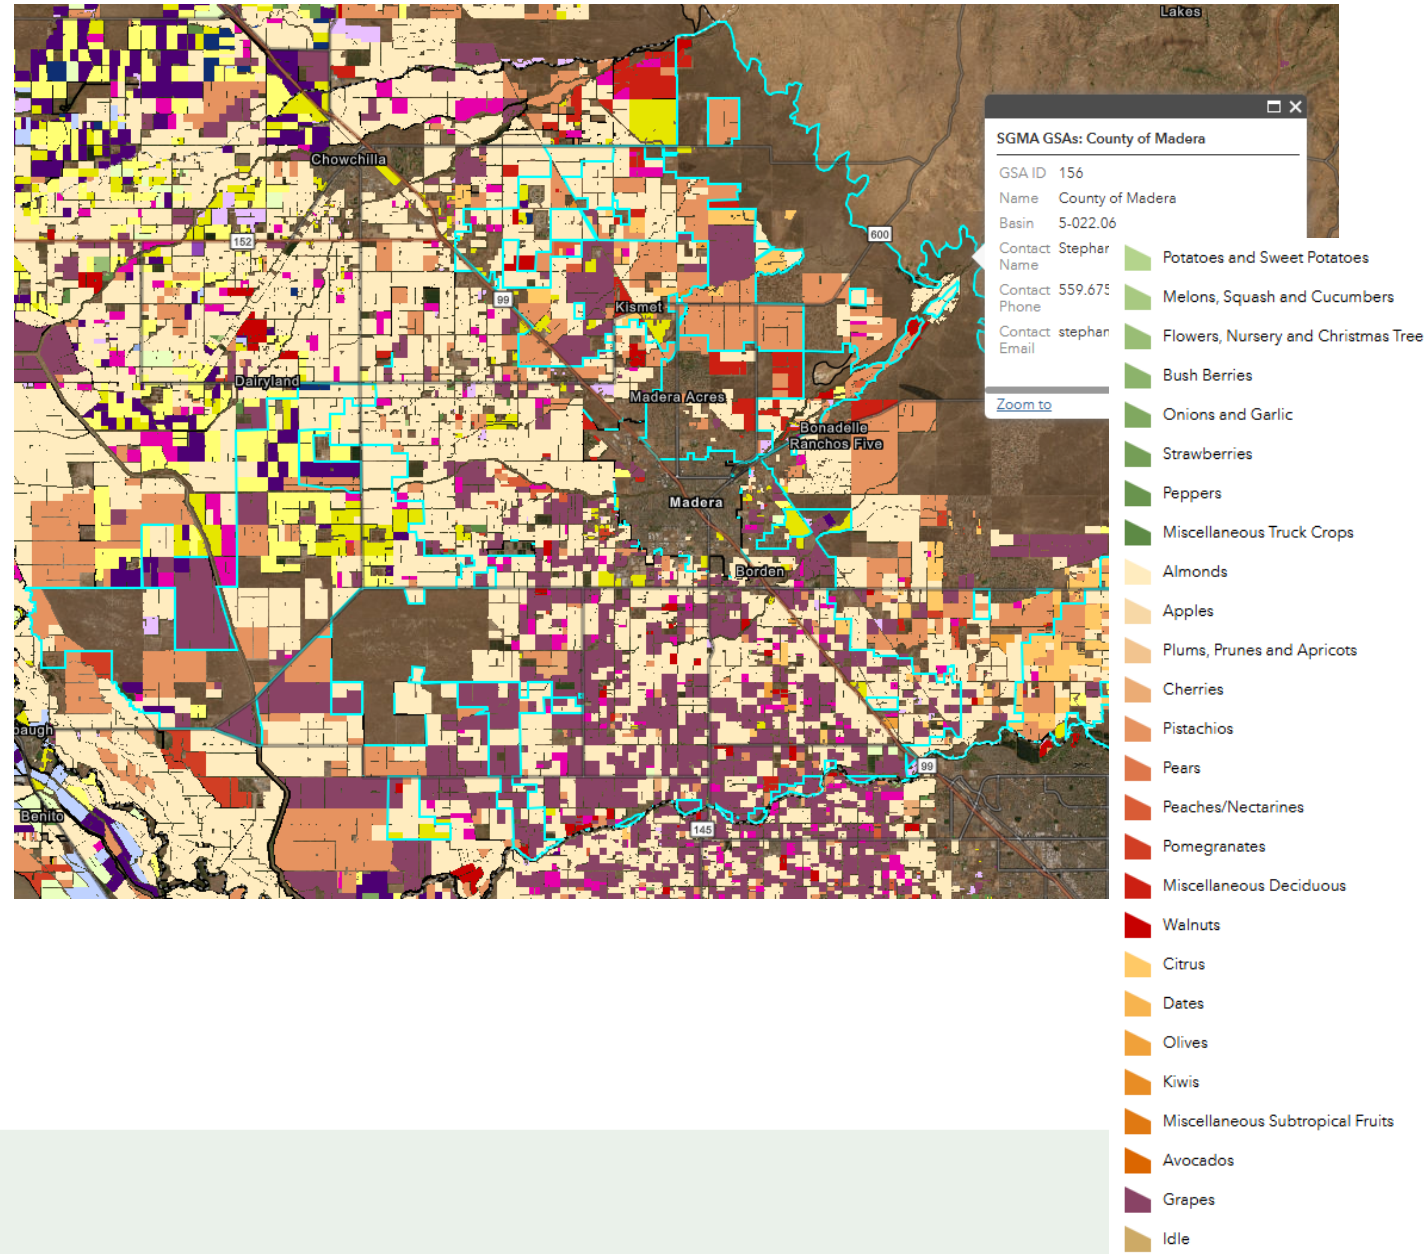 Lakes
SGMA GSAs: County of Madera
GSA ID 156
Name County of Madera
Basin 5-022.06
Contact Name Stephar
Contact Phone 559.675
Contact Email stephar
Zoom to
Chowchilla
152
600
99
Kismet
Dairyland
Madera Acres
Bonadelle
Ranchos Five
Madera
Borden
baugh
Benito
99
145
Potatoes and Sweet Potatoes
Melons, Squash and Cucumbers
Flowers, Nursery and Christmas Tree
Bush Berries
Onions and Garlic
Strawberries
Peppers
Miscellaneous Truck Crops
Almonds
Apples
Plums, Prunes and Apricots
Cherries
Pistachios
Pears
Peaches/Nectarines
Pomegranates
Miscellaneous Deciduous
Walnuts
Citrus
Dates
Olives
Kiwis
Miscellaneous Subtropical Fruits
Avocados
Grapes
Idle